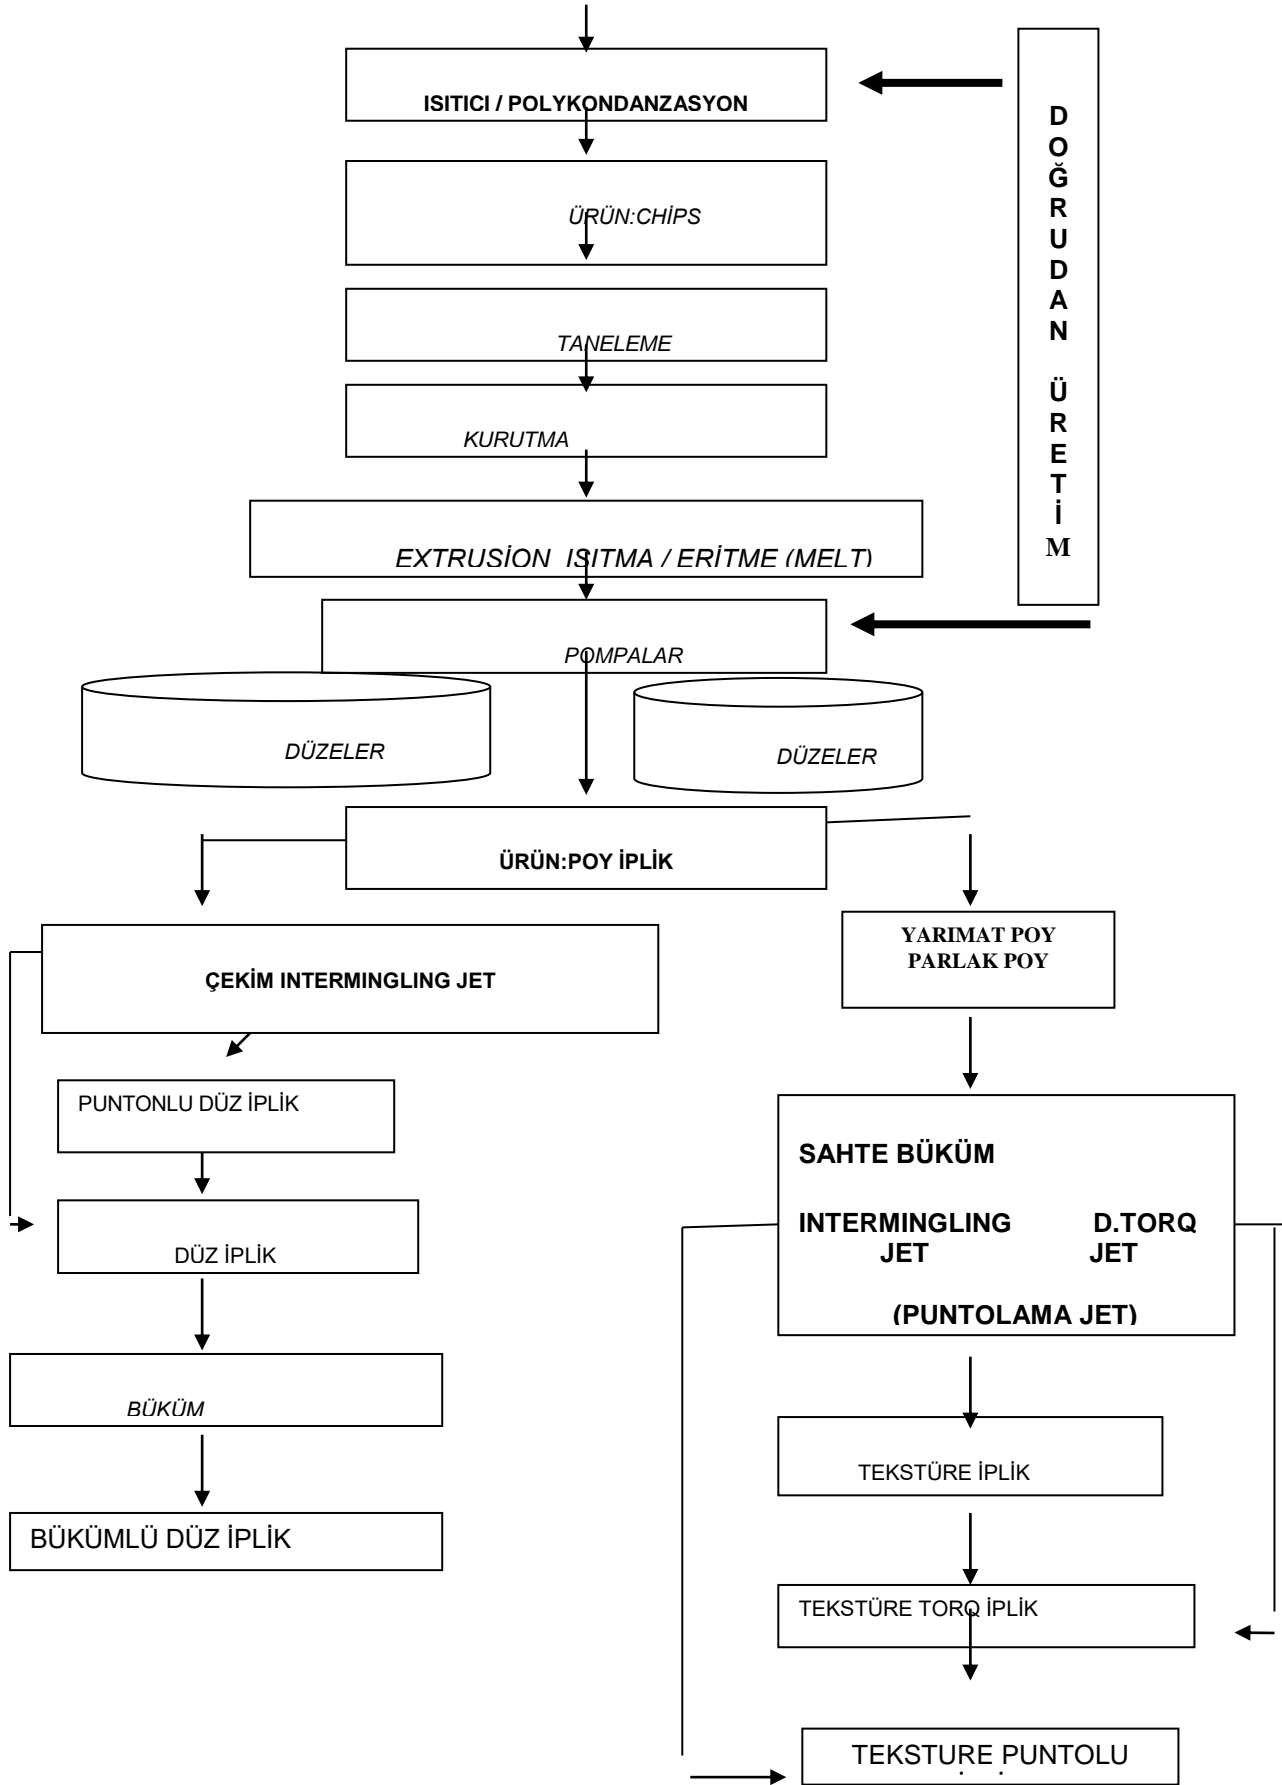 ISITICI / POLYKONDANZASYON
D
O
Ğ
R
U
D
A
N
Ü
R
E
T
İ
M
ÜRÜN:CHİPS
TANELEME
KURUTMA
EXTRUSİON ISITMA / ERİTME (MELT)
POMPALAR
DÜZELER
DÜZELER
ÜRÜN:POY İPLİK
ÇEKİM INTERMINGLING JET
YARIMAT POY
PARLAK POY
PUNTONLU DÜZ İPLİK
DÜZ İPLİK
BÜKÜM
BÜKÜMLÜ DÜZ İPLİK
SAHTE BÜKÜM
INTERMINGLING D.TORQ
JET JET
(PUNTOLAMA JET)
TEKSTÜRE İPLİK
TEKSTÜRE TORQ İPLİK
TEKSTURE PUNTOLU